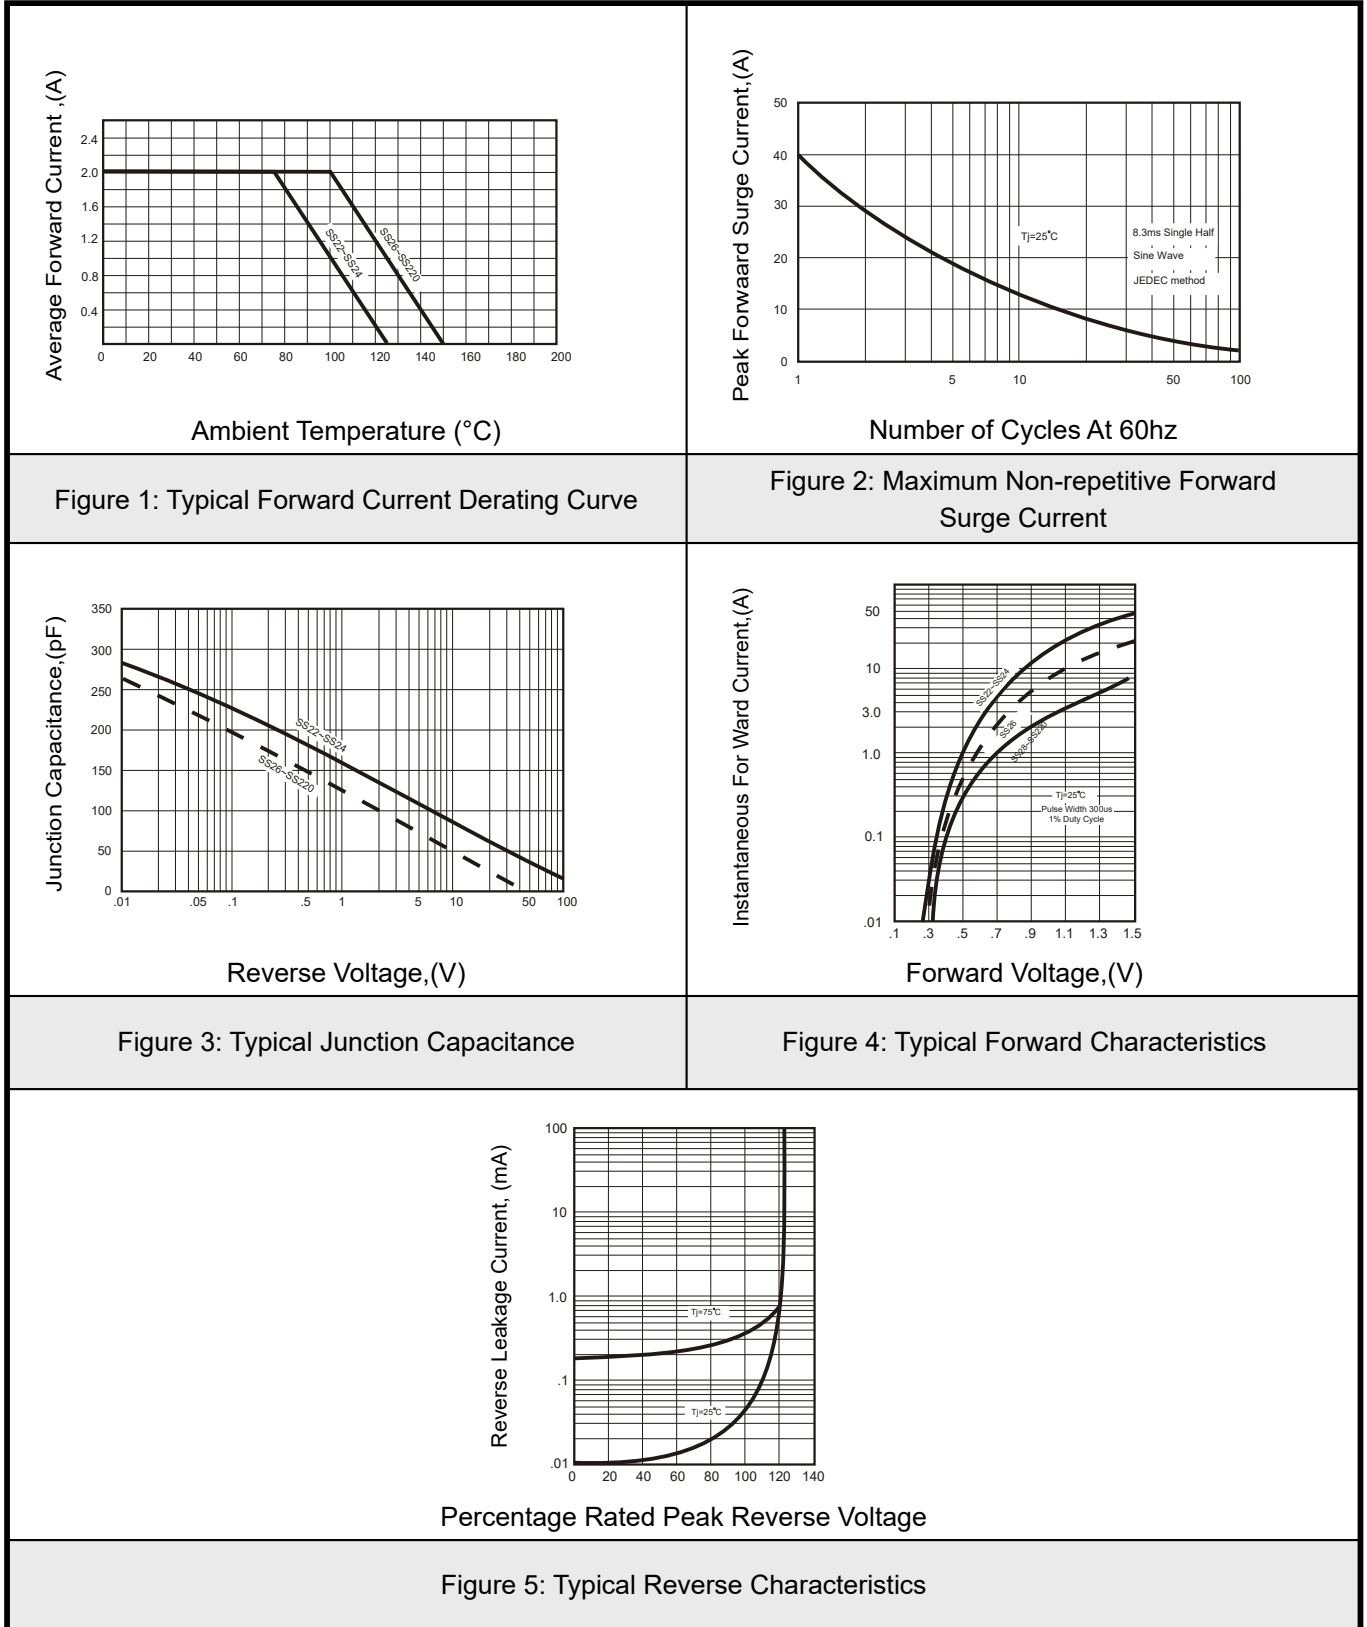 Average Forward Current ,(A)
2.4
2.0
1.6
1.2
0.8
0.4
0 20 40 60 80 100 120 140 160 180 200
SS22~SS24
SS26~SS220
Ambient Temperature (°C)
Figure 1: Typical Forward Current Derating Curve
Peak Forward Surge Current,(A)
50
40
30
20
10
0
1 5 10 50 100
Tj=25°C
8.3ms Single Half
Sine Wave
JEDEC method
Number of Cycles At 60hz
Figure 2: Maximum Non-repetitive Forward
Surge Current
Junction Capacitance,(pF)
350
300
250
200
150
100
50
0
.01 .05 .1 .5 1 5 10 50 100
SS22~SS24
SS26~SS220
Reverse Voltage,(V)
Figure 3: Typical Junction Capacitance
Instantaneous For Ward Current,(A)
50
10
3.0
1.0
0.1
.01
.1 .3 .5 .7 .9 1.1 1.3 1.5
SS22~SS24
SS26
SS28~SS220
Tj=25°C
Pulse Width 300us
1% Duty Cycle
Forward Voltage,(V)
Figure 4: Typical Forward Characteristics
Reverse Leakage Current, (mA)
100
10
1.0
.1
.01
0 20 40 60 80 100 120 140
Tj=75°C
Tj=25°C
Percentage Rated Peak Reverse Voltage
Figure 5: Typical Reverse Characteristics